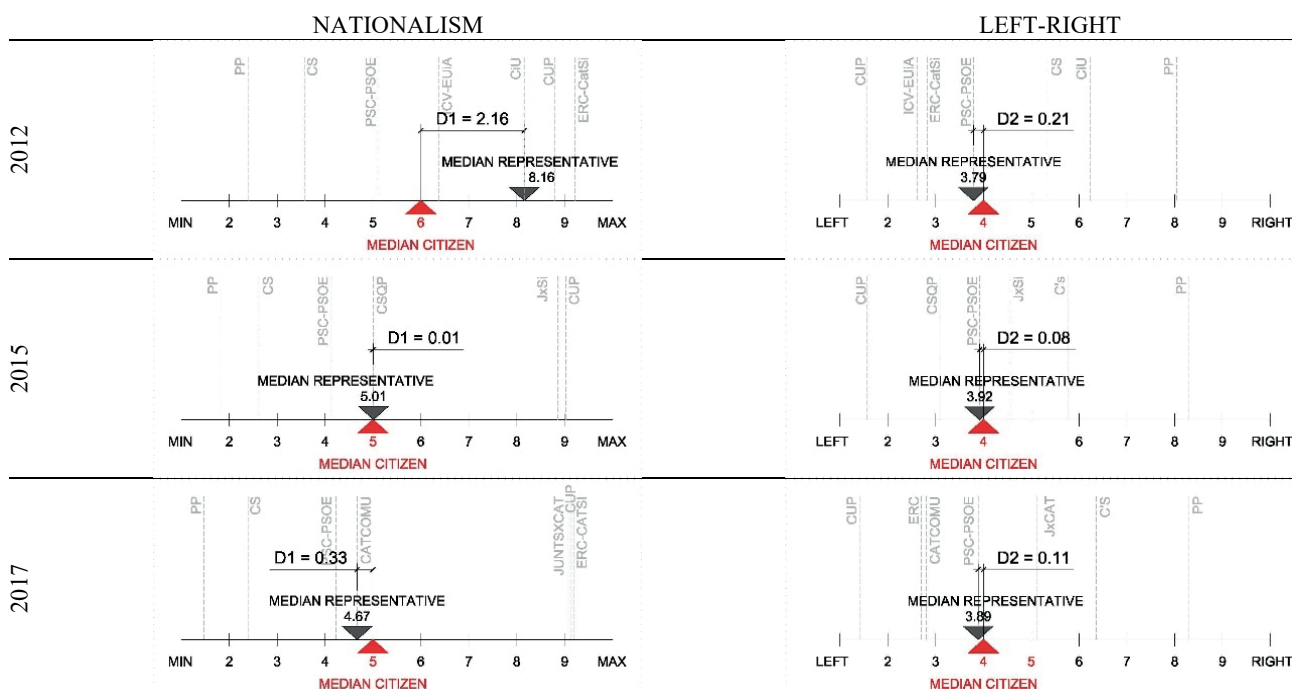 NATIONALISM LEFT-RIGHT
2012
PP CS PSC-PSOE ICV-EUiA CiU CUP ERC-CatSi
D1 = 2.16
MEDIAN REPRESENTATIVE
8.16
MIN 2 3 4 5 6 7 8 9 MAX
MEDIAN CITIZEN
CUP ICV-EUiA ERC-CatSi PSC-PSOE CS CiU PP
D2 = 0.21
MEDIAN REPRESENTATIVE
3.79
LEFT 2 3 4 5 6 7 8 9 RIGHT
MEDIAN CITIZEN
2015
PP CS PSC-PSOE CSQP JxSi CUP
D1 = 0.01
MEDIAN REPRESENTATIVE
5.01
MIN 2 3 4 5 6 7 8 9 MAX
MEDIAN CITIZEN
CUP CSQP PSC-PSOE JxSi C's PP
D2 = 0.08
MEDIAN REPRESENTATIVE
3.92
LEFT 2 3 4 5 6 7 8 9 RIGHT
MEDIAN CITIZEN
2017
PP CS PSC-PSOE CATCOMU JUNTSXCAT CUP ERC-CATSI
D1 = 0.33
MEDIAN REPRESENTATIVE
4.67
MIN 2 3 4 5 6 7 8 9 MAX
MEDIAN CITIZEN
CUP ERC CATCOMU PSC-PSOE JxCAT C'S PP
D2 = 0.11
MEDIAN REPRESENTATIVE
3.89
LEFT 2 3 4 5 6 7 8 9 RIGHT
MEDIAN CITIZEN